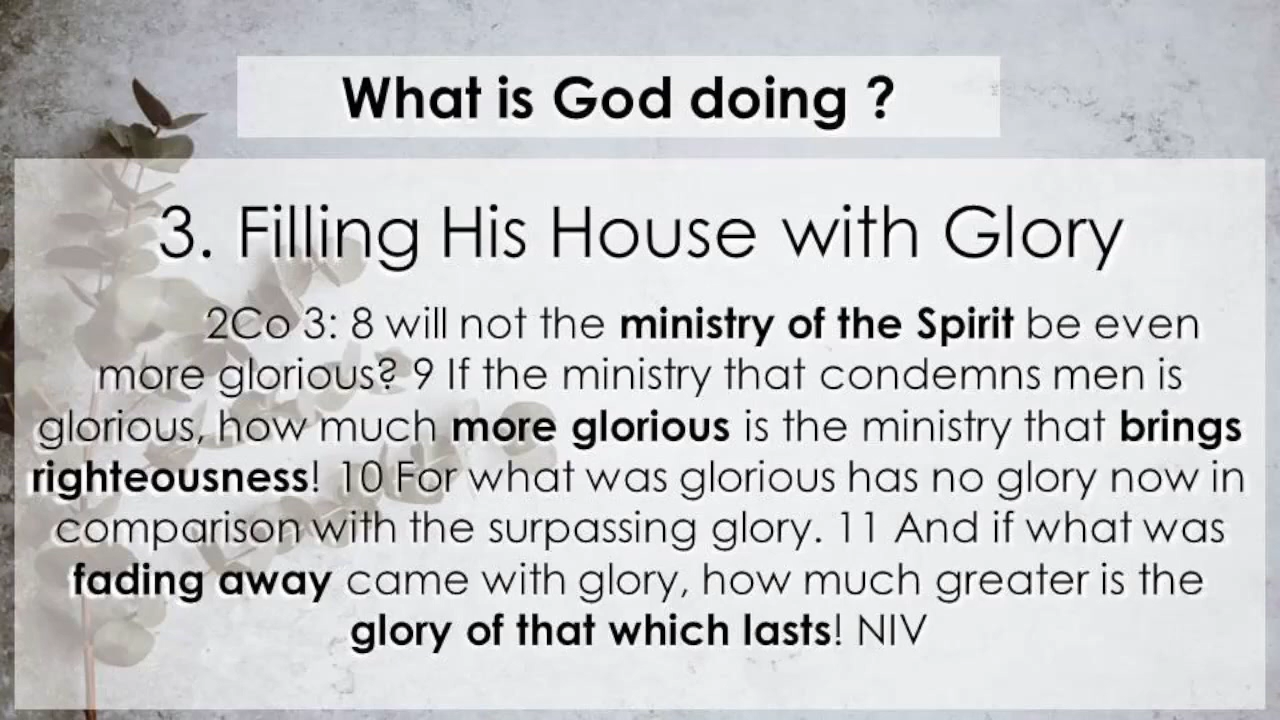 What is God doing ?
3. Filling His House with Glory
2Co 3: 8 will not the ministry of the Spirit be even
more glorious? 9 If the ministry that condemns men is
glorious, how much more glorious is the ministry that brings
righteousness! 10 For what was glorious has no glory now in
comparison with the surpassing glory. 11 And if what was
fading away came with glory, how much greater is the
glory of that which lasts! NIV